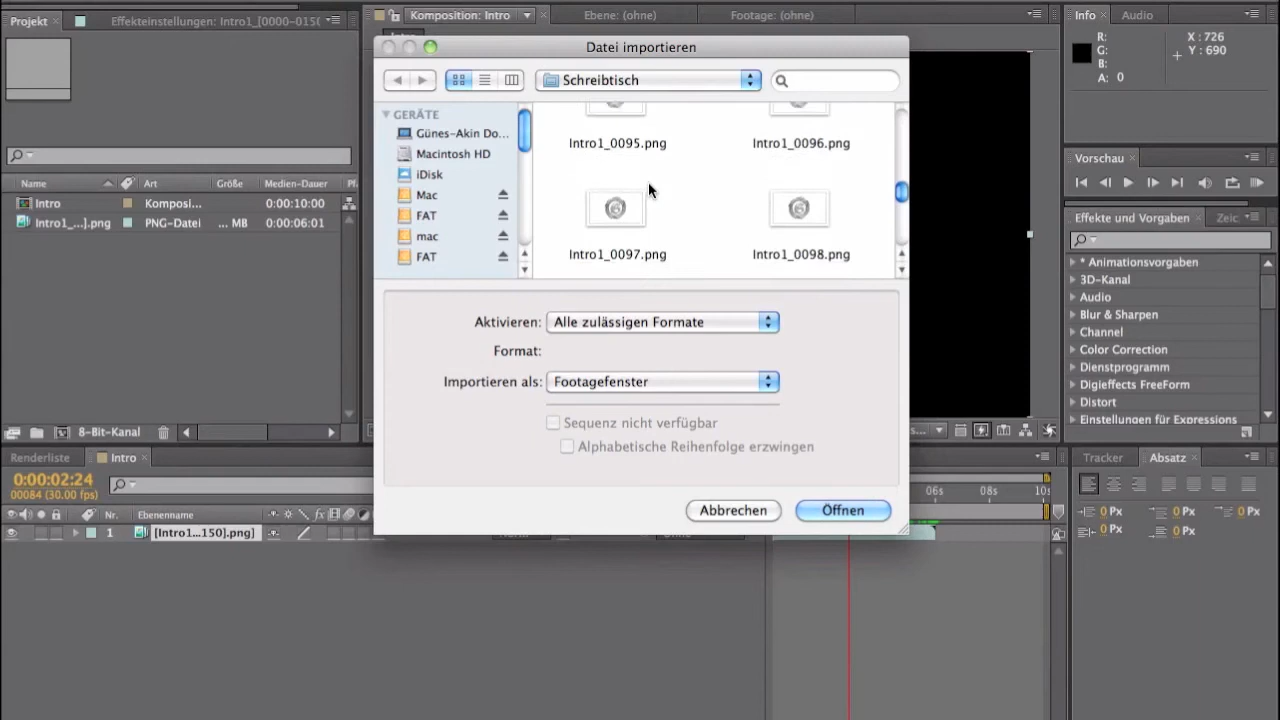 Projekt
Effekteinstellungen: Intro1_[0000-015(
Komposition: Intro
Ebene: (ohne)
Footage: (ohne)
Info
Audio
R:
G:
B:
A: 0
X : 726
Y : 690
Datei importieren
Schreibtisch
GERÄTE
Günes-Akin Do...
Macintosh HD
iDisk
Mac
FAT
mac
FAT
Intro1_0095.png
Intro1_0096.png
Intro1_0097.png
Intro1_0098.png
Aktivieren: Alle zulässigen Formate
Format:
Importieren als: Footagefenster
Sequenz nicht verfügbar
Alphabetische Reihenfolge erzwingen
Abbrechen
Öffnen
Name
Art
Größe
Medien-Dauer
Intro
Komposi...
0:00:10:00
Intro1_...].png
PNG-Datei
... MB
0:00:06:01
8-Bit-Kanal
Vorschau
Effekte und Vorgaben
Zeic
* Animationsvorgaben
3D-Kanal
Audio
Blur & Sharpen
Channel
Color Correction
Dienstprogramm
Digieffects FreeForm
Distort
Einstellungen für Expressions
Renderliste
Intro
0:00:02:24
00084 (30.00 fps)
Nr.
Ebenenname
1
[Intro1...150].png]
06s
08s
10s
Tracker
Absatz
0 Px
0 Px
0 Px
0 Px
0 Px